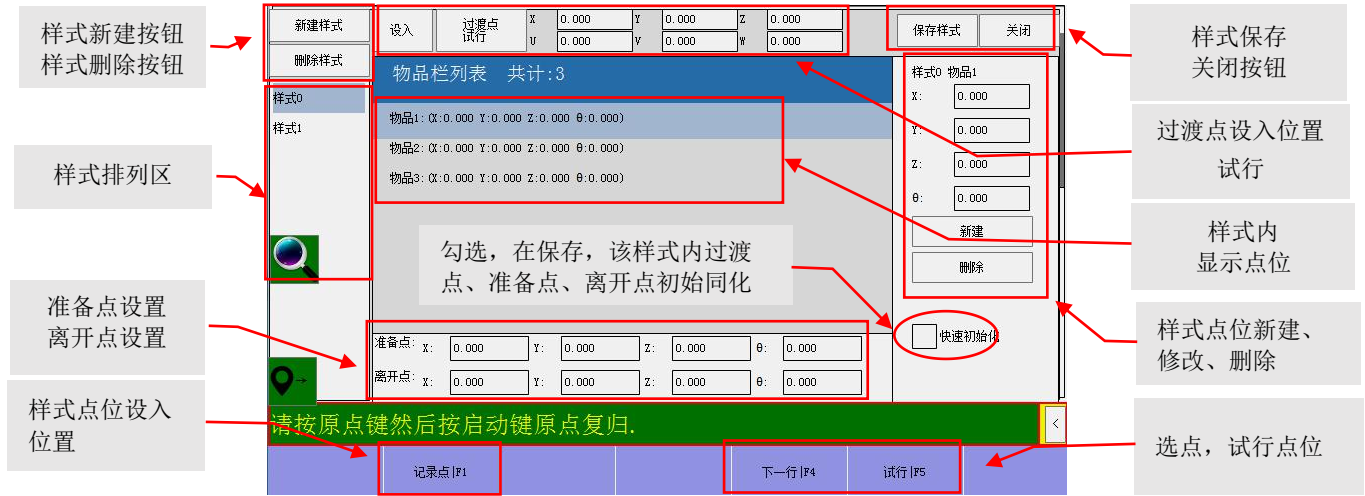 样式新建按钮
样式删除按钮
样式排列区
准备点设置
离开点设置
样式点位设入
位置
新建样式
删除样式
设入
过渡点
试行
X 0.000 Y 0.000 Z 0.000
U 0.000 V 0.000 W 0.000
保存样式
关闭
样式0
样式1
物品栏列表 共计:3
物品1:(X:0.000 Y:0.000 Z:0.000 θ:0.000)
物品2:(X:0.000 Y:0.000 Z:0.000 θ:0.000)
物品3:(X:0.000 Y:0.000 Z:0.000 θ:0.000)
勾选，在保存，该样式内过渡
点、准备点、离开点初始同化
样式0 物品1
X: 0.000
Y: 0.000
Z: 0.000
θ: 0.000
新建
删除
快速初始化
准备点: X: 0.000 Y: 0.000 Z: 0.000 θ: 0.000
离开点: X: 0.000 Y: 0.000 Z: 0.000 θ: 0.000
请按原点键然后按启动键原点复归.
<
记录点|F1
下一行|F4
试行|F5
样式保存
关闭按钮
过渡点设入位置
试行
样式内
显示点位
样式点位新建、
修改、删除
选点，试行点位